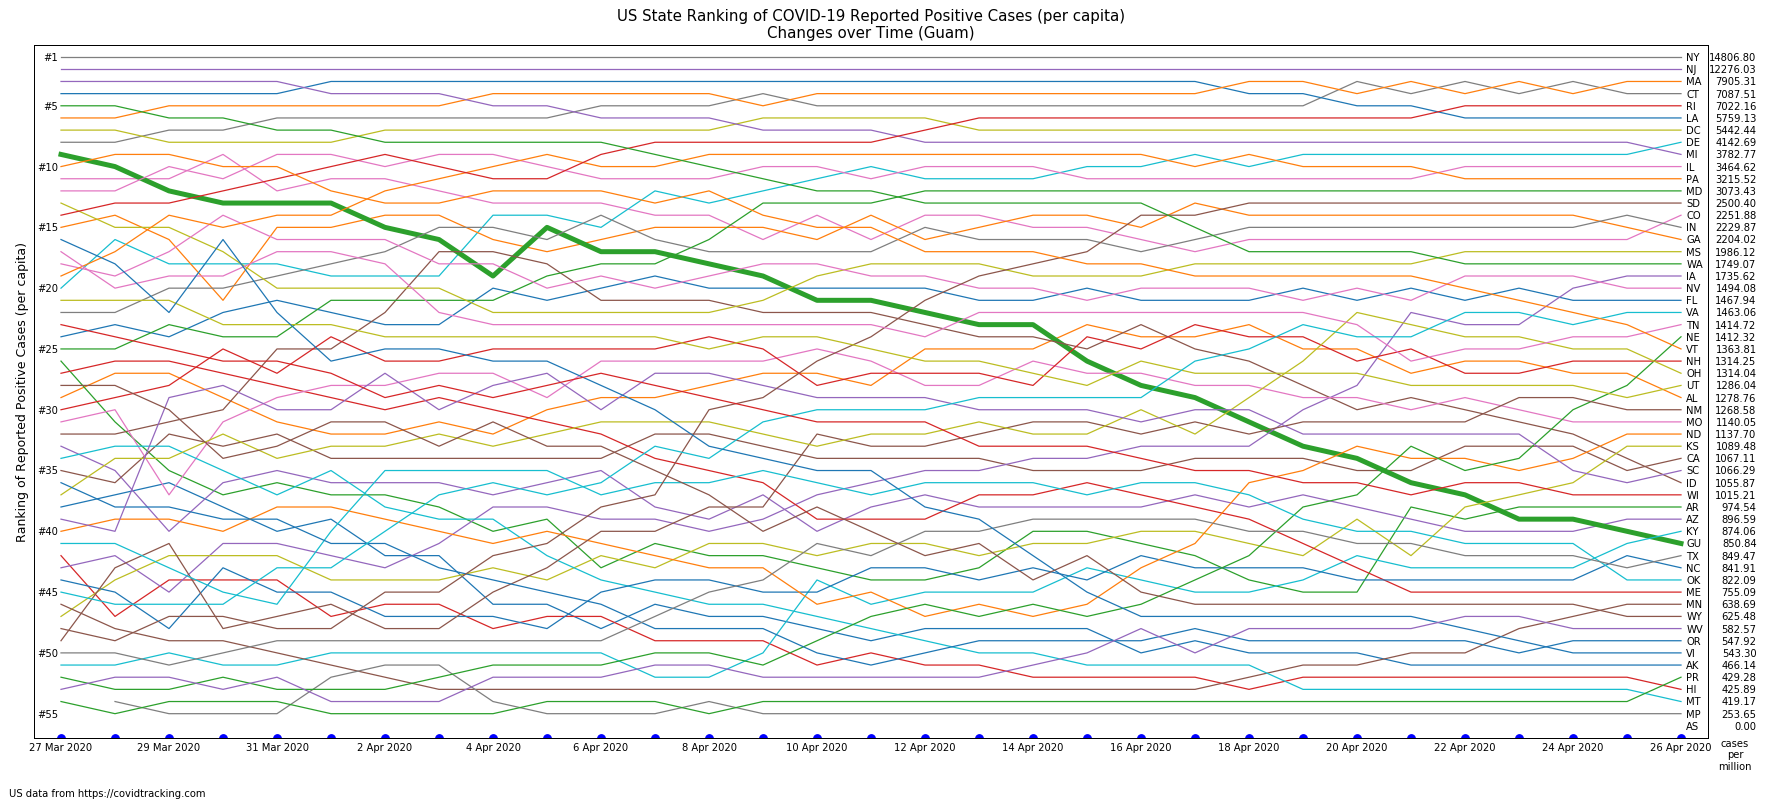 US State Ranking of COVID-19 Reported Positive Cases (per capita)
Changes over Time (Guam)
Ranking of Reported Positive Cases (per capita)
#1
#5
#10
#15
#20
#25
#30
#35
#40
#45
#50
#55
NY 14806.80
NJ 12276.03
MA 7905.31
CT 7087.51
RI 7022.16
LA 5759.13
DC 5442.44
DE 4142.69
MI 3782.77
IL 3464.62
PA 3215.52
MD 3073.43
SD 2500.40
CO 2251.88
IN 2229.87
GA 2204.02
MS 1986.12
WA 1749.07
IA 1735.62
NV 1494.08
FL 1467.94
VA 1463.06
TN 1414.72
NE 1412.32
VT 1363.81
NH 1314.25
OH 1314.04
UT 1286.04
AL 1278.76
NM 1268.58
MO 1140.05
ND 1137.70
KS 1089.48
CA 1067.11
SC 1066.29
ID 1055.87
WI 1015.21
AR 974.54
AZ 896.59
KY 874.06
GU 850.84
TX 849.47
NC 841.91
OK 822.09
ME 755.09
MN 638.69
WY 625.48
WV 582.57
OR 547.92
VI 543.30
AK 466.14
PR 429.28
HI 425.89
MT 419.17
MP 253.65
AS 0.00
27 Mar 2020 29 Mar 2020 31 Mar 2020 2 Apr 2020 4 Apr 2020 6 Apr 2020 8 Apr 2020 10 Apr 2020 12 Apr 2020 14 Apr 2020 16 Apr 2020 18 Apr 2020 20 Apr 2020 22 Apr 2020 24 Apr 2020 26 Apr 2020
cases
per
million
US data from https://covidtracking.com